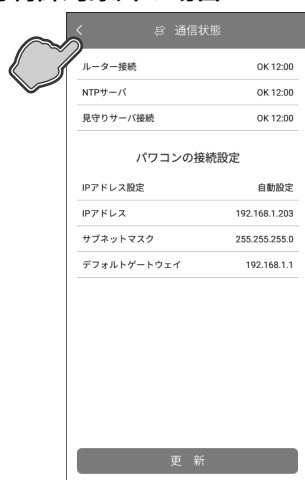 通信状態
ルーター接続 OK 12:00
NTPサーバ OK 12:00
見守りサーバ接続 OK 12:00
パワコンの接続設定
IPアドレス設定 自動設定
IPアドレス 192.168.1.203
サブネットマスク 255.255.255.0
デフォルトゲートウェイ 192.168.1.1
更 新